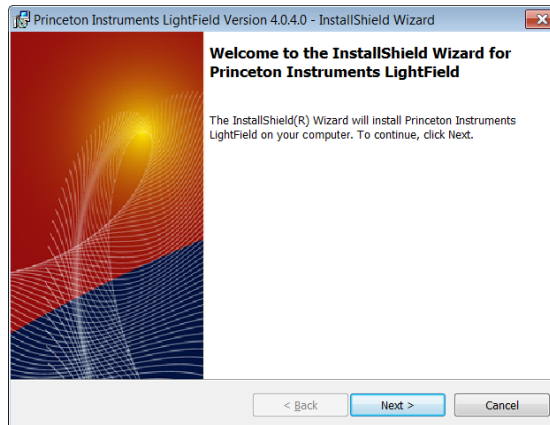 Princeton Instruments LightField Version 4.0.4.0 - InstallShield Wizard
Welcome to the InstallShield Wizard for
Princeton Instruments LightField
The InstallShield(R) Wizard will install Princeton Instruments
LightField on your computer. To continue, click Next.
< Back
Next >
Cancel